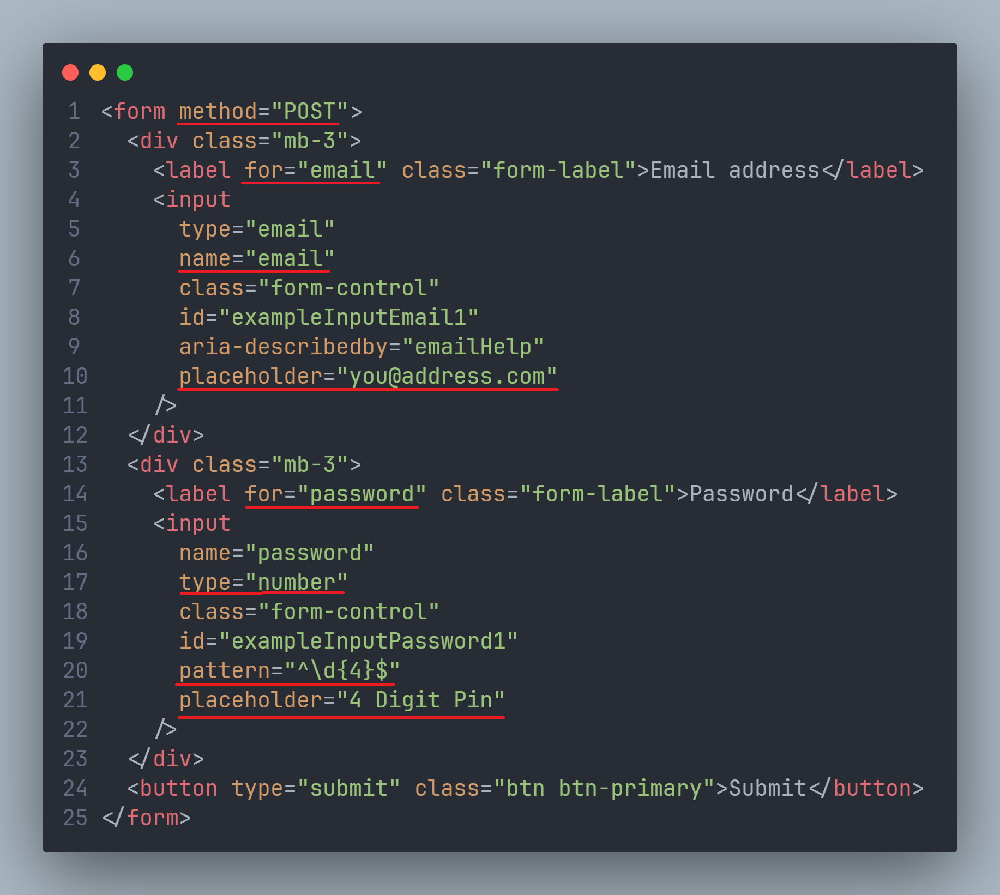 1 <form method="POST">
2   <div class="mb-3">
3     <label for="email" class="form-label">Email address</label>
4     <input
5       type="email"
6       name="email"
7       class="form-control"
8       id="exampleInputEmail1"
9       aria-describedby="emailHelp"
10       placeholder="you@address.com"
11     />
12   </div>
13   <div class="mb-3">
14     <label for="password" class="form-label">Password</label>
15     <input
16       name="password"
17       type="number"
18       class="form-control"
19       id="exampleInputPassword1"
20       pattern="^\d{4}$"
21       placeholder="4 Digit Pin"
22     />
23   </div>
24   <button type="submit" class="btn btn-primary">Submit</button>
25 </form>